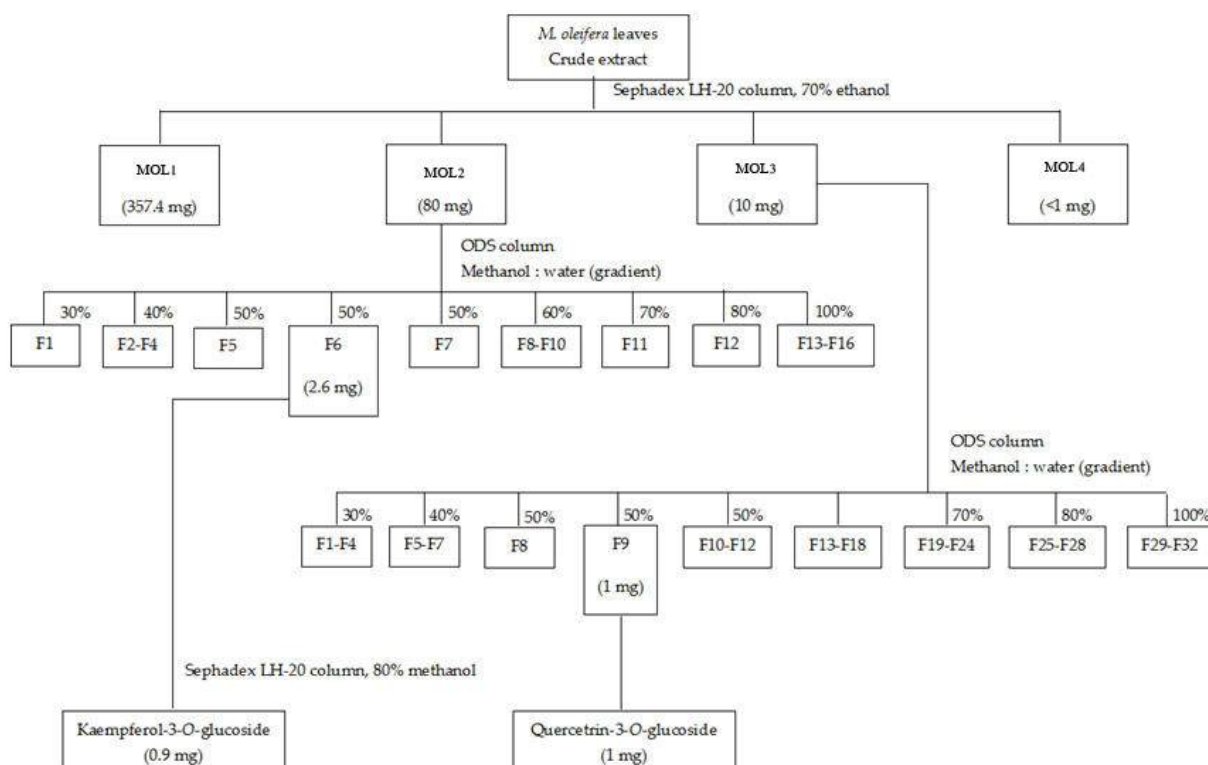 M. oleifera leaves
Crude extract
Sephadex LH-20 column, 70% ethanol
MOL1
(357.4 mg)
MOL2
(80 mg)
MOL3
(10 mg)
MOL4
(<1 mg)
ODS column
Methanol : water (gradient)
30% 40% 50% 50% 50% 60% 70% 80% 100%
F1 F2-F4 F5 F6 F7 F8-F10 F11 F12 F13-F16
(2.6 mg)
ODS column
Methanol : water (gradient)
30% 40% 50% 50% 50% 70% 80% 100%
F1-F4 F5-F7 F8 F9 F10-F12 F13-F18 F19-F24 F25-F28 F29-F32
(1 mg)
Sephadex LH-20 column, 80% methanol
Kaempferol-3-O-glucoside
(0.9 mg)
Quercetrin-3-O-glucoside
(1 mg)